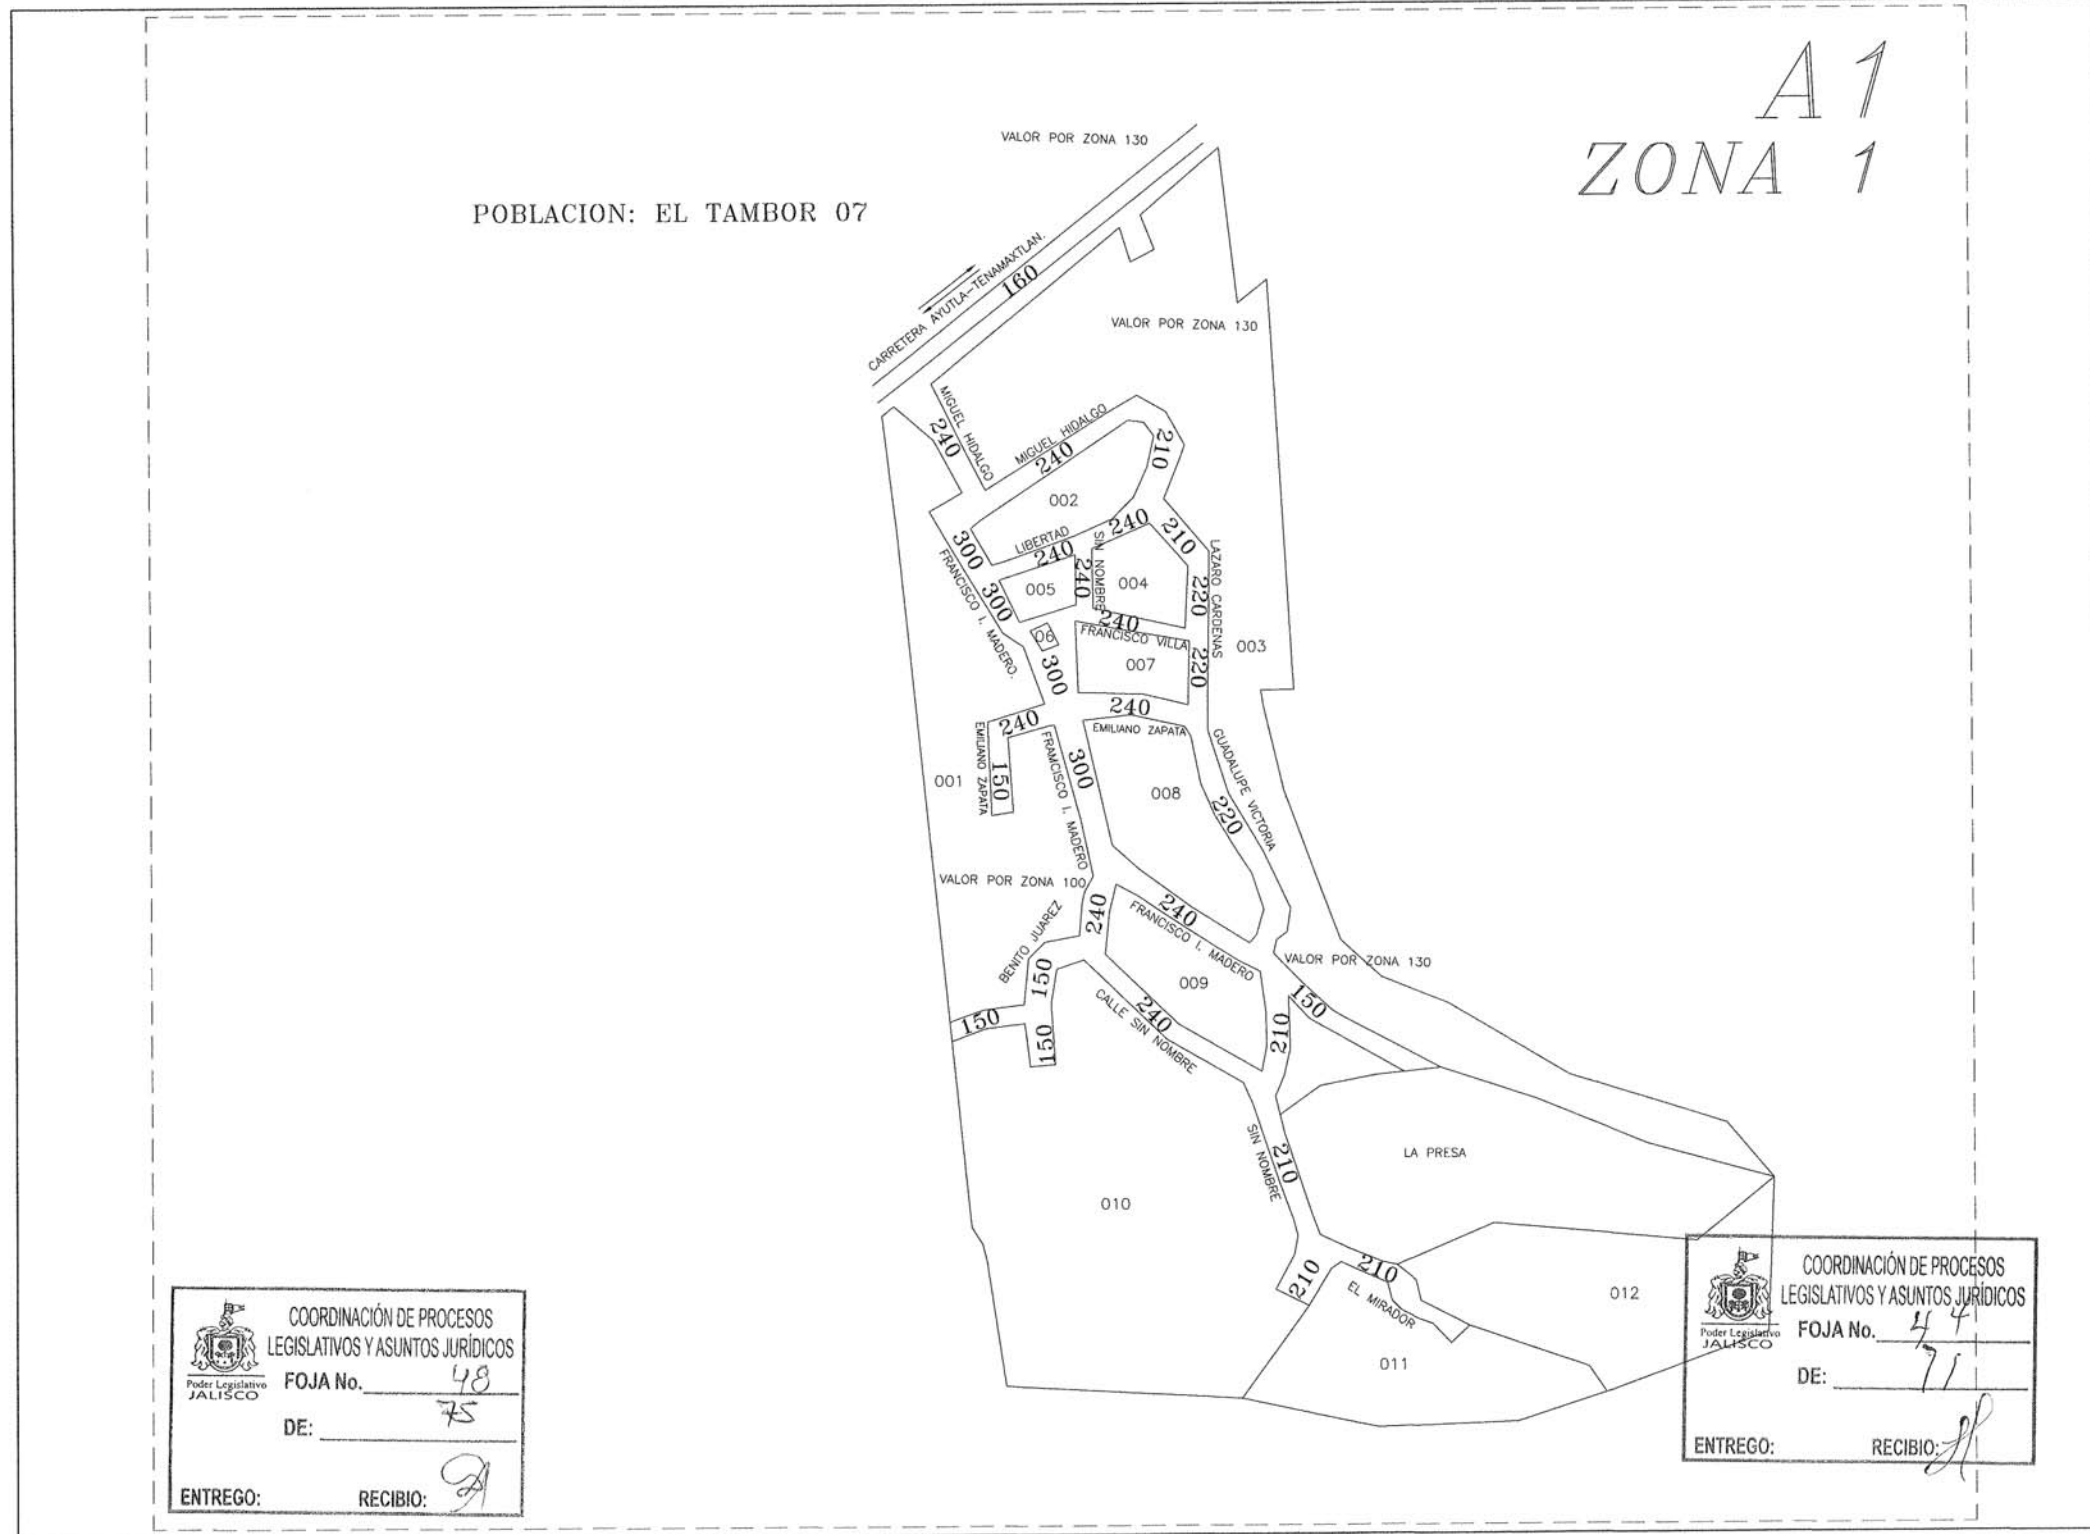 A 1
ZONA 1
VALOR POR ZONA 130
POBLACION: EL TAMBOR 07
CARRETERA AYUTLA-TENAMAXTLAN.
160
VALOR POR ZONA 130
MIGUEL HIDALGO
240
MIGUEL HIDALGO
240
210
002
LIBERTAD
240
240
210
300
FRANCISCO I. MADERO.
300
005
240
SIN NOMBRE
004
220
LAZARO CARDENAS
240
FRANCISCO VILLA
06
007
220
003
300
240
EMILIANO ZAPATA
240
EMILIANO ZAPATA
150
001
FRAMCISCO I. MADERO
300
008
GUADALUPE VICTORIA
220
VALOR POR ZONA 100
240
240
FRANCISCO I. MADERO
BENITO JUAREZ
150
009
VALOR POR ZONA 130
150
150
150
CALLE SIN NOMBRE
240
210
SIN NOMBRE
210
LA PRESA
010
210
210
EL MIRADOR
012
011
COORDINACIÓN DE PROCESOS
LEGISLATIVOS Y ASUNTOS JURÍDICOS
Poder Legislativo
JALISCO
FOJA No. 48
DE: 75
ENTREGO: RECIBIO:
COORDINACIÓN DE PROCESOS
LEGISLATIVOS Y ASUNTOS JURÍDICOS
Poder Legislativo
JALISCO
FOJA No. 44
DE: 71
ENTREGO: RECIBIO: